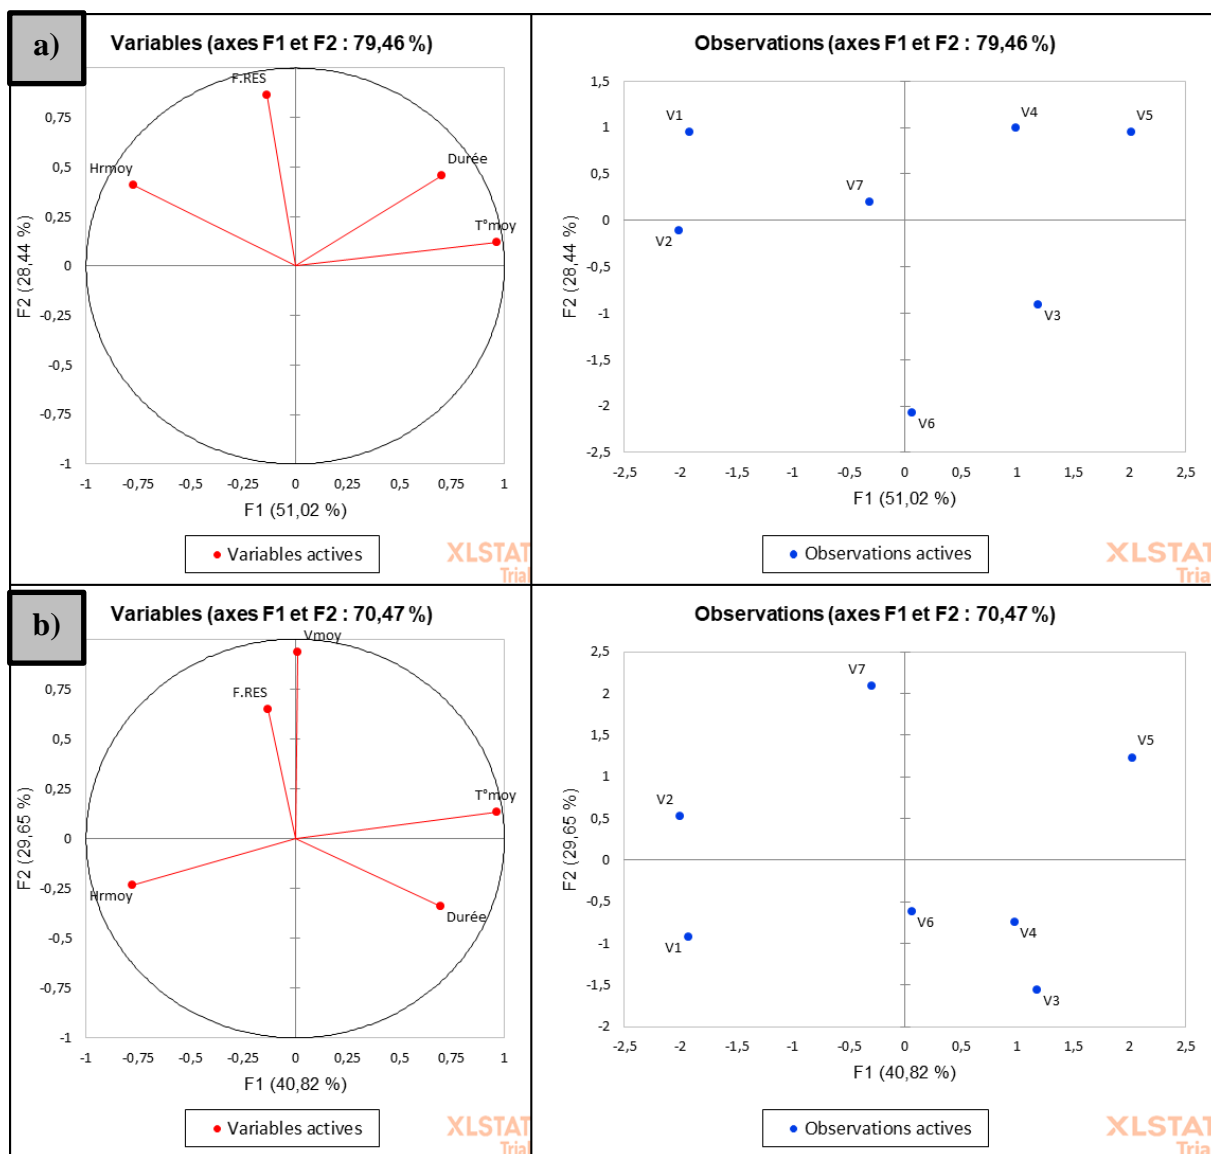 a)
Variables (axes F1 et F2 : 79,46 %)
F.RES
Hrmoy
Durée
T°moy
0,75
0,5
0,25
0
-0,25
-0,5
-0,75
-1
F2 (28,44 %)
-1 -0,75 -0,5 -0,25 0 0,25 0,5 0,75 1
F1 (51,02 %)
Variables actives
XLSTAT
Trial
Observations (axes F1 et F2 : 79,46 %)
1,5
1
0,5
0
-0,5
-1
-1,5
-2
-2,5
F2 (28,44 %)
V1
V4
V5
V7
V2
V3
V6
-2,5 -2 -1,5 -1 -0,5 0 0,5 1 1,5 2 2,5
F1 (51,02 %)
Observations actives
XLSTAT
Tria
b)
Variables (axes F1 et F2 : 70,47 %)
Vmoy
F.RES
T°moy
Hrmoy
Durée
0,75
0,5
0,25
0
-0,25
-0,5
-0,75
-1
F2 (29,65 %)
-1 -0,75 -0,5 -0,25 0 0,25 0,5 0,75 1
F1 (40,82 %)
Variables actives
XLSTAT
Trial
Observations (axes F1 et F2 : 70,47 %)
2,5
2
1,5
1
0,5
0
-0,5
-1
-1,5
-2
F2 (29,65 %)
V7
V5
V2
V6
V4
V1
V3
-2,5 -2 -1,5 -1 -0,5 0 0,5 1 1,5 2 2,5
F1 (40,82 %)
Observations actives
XLSTAT
Tria